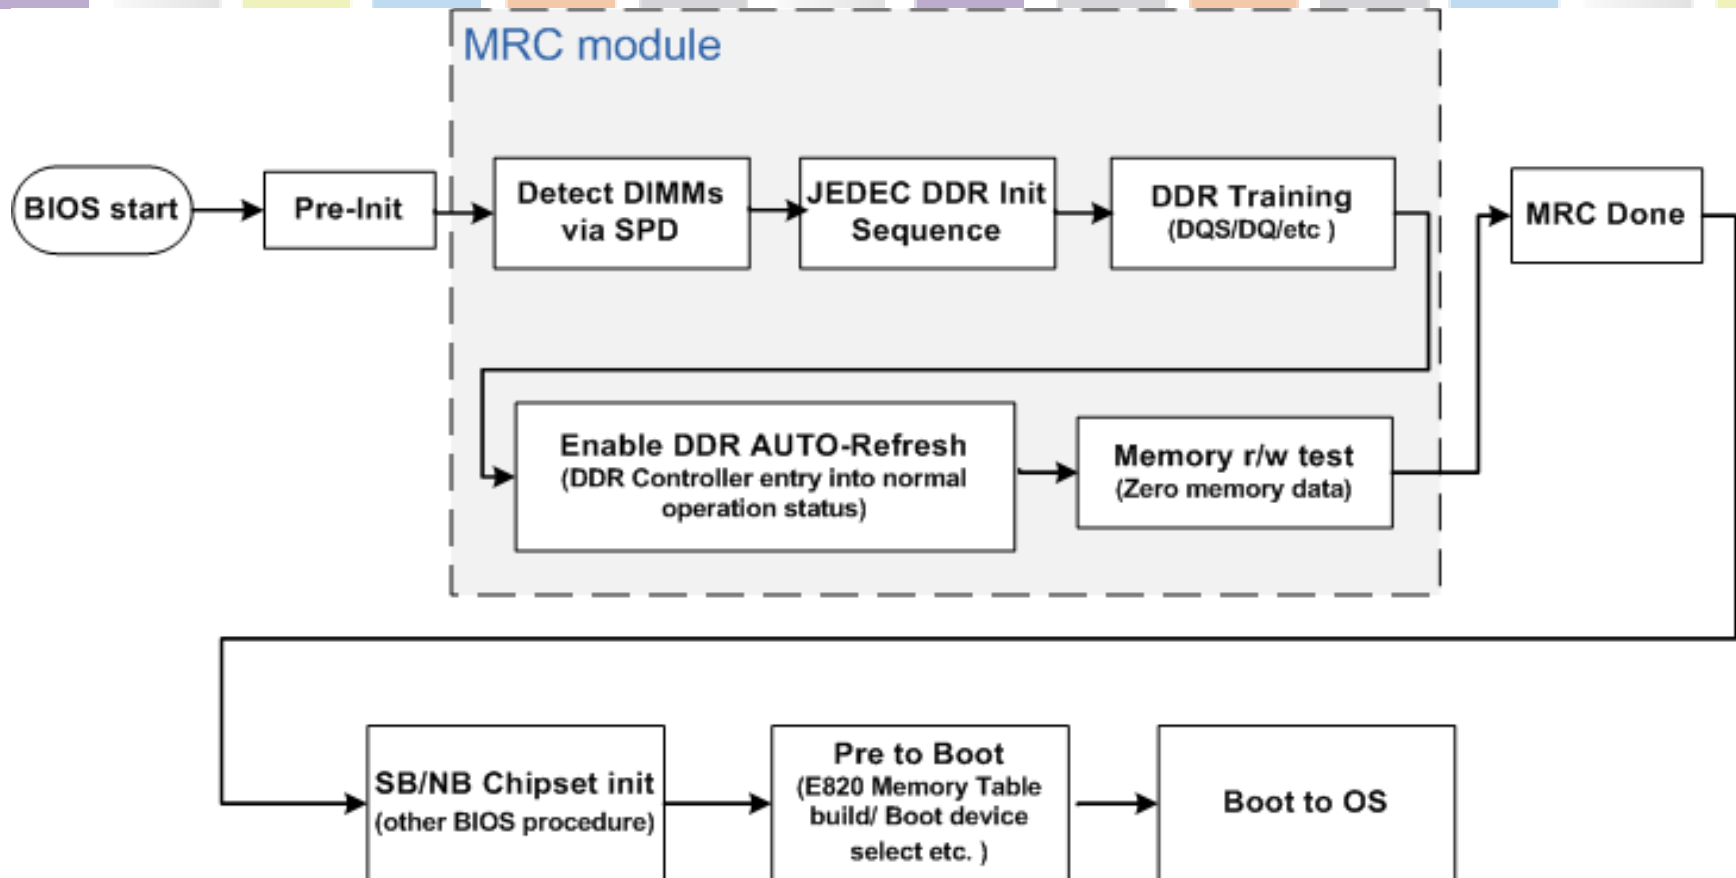 MRC module
BIOS start
Pre-Init
Detect DIMMs
via SPD
JEDEC DDR Init
Sequence
DDR Training
(DQS/DQ/etc )
MRC Done
Enable DDR AUTO-Refresh
(DDR Controller entry into normal
operation status)
Memory r/w test
(Zero memory data)
SB/NB Chipset init
(other BIOS procedure)
Pre to Boot
(E820 Memory Table
build/ Boot device
select etc. )
Boot to OS